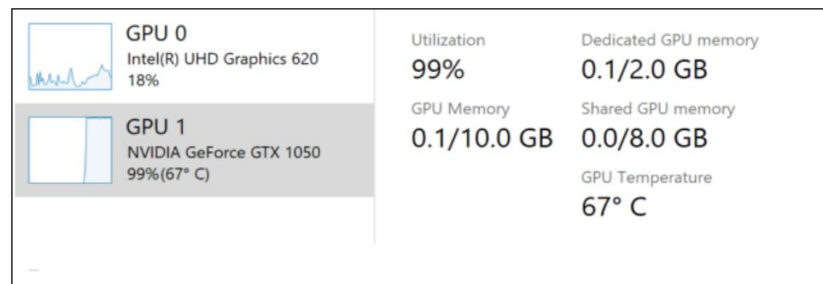 GPU 0
Intel(R) UHD Graphics 620
18%
GPU 1
NVIDIA GeForce GTX 1050
99%(67° C)
Utilization
99%
Dedicated GPU memory
0.1/2.0 GB
GPU Memory
0.1/10.0 GB
Shared GPU memory
0.0/8.0 GB
GPU Temperature
67° C